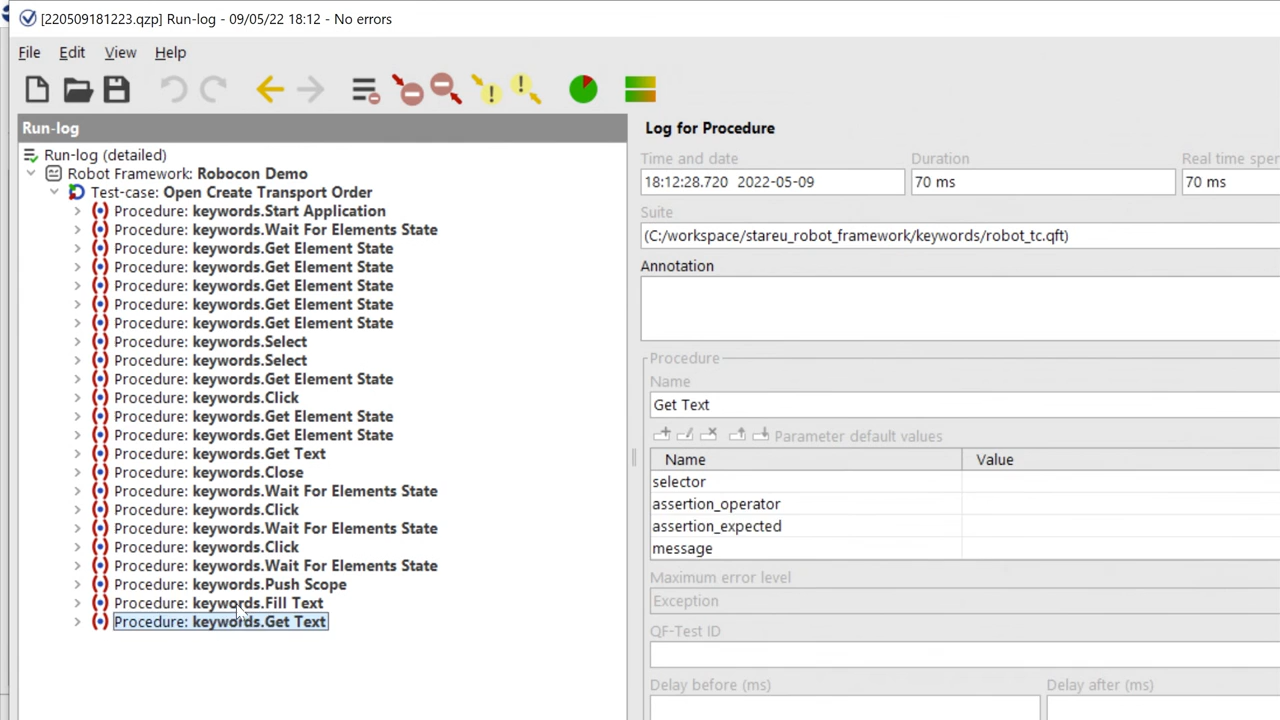 [220509181223.qzp] Run-log - 09/05/22 18:12 - No errors
File Edit View Help
Run-log
Run-log (detailed)
Robot Framework: Robocon Demo
Test-case: Open Create Transport Order
Procedure: keywords.Start Application
Procedure: keywords.Wait For Elements State
Procedure: keywords.Get Element State
Procedure: keywords.Get Element State
Procedure: keywords.Get Element State
Procedure: keywords.Get Element State
Procedure: keywords.Get Element State
Procedure: keywords.Select
Procedure: keywords.Select
Procedure: keywords.Get Element State
Procedure: keywords.Click
Procedure: keywords.Get Element State
Procedure: keywords.Get Element State
Procedure: keywords.Get Text
Procedure: keywords.Close
Procedure: keywords.Wait For Elements State
Procedure: keywords.Click
Procedure: keywords.Wait For Elements State
Procedure: keywords.Click
Procedure: keywords.Wait For Elements State
Procedure: keywords.Push Scope
Procedure: keywords.Fill Text
Procedure: keywords.Get Text
Log for Procedure
Time and date Duration Real time spen
18:12:28.720 2022-05-09 70 ms 70 ms
Suite
(C:/workspace/stareu_robot_framework/keywords/robot_tc.qft)
Annotation
Procedure
Name
Get Text
Parameter default values
Name Value
selector
assertion_operator
assertion_expected
message
Maximum error level
Exception
QF-Test ID
Delay before (ms) Delay after (ms)